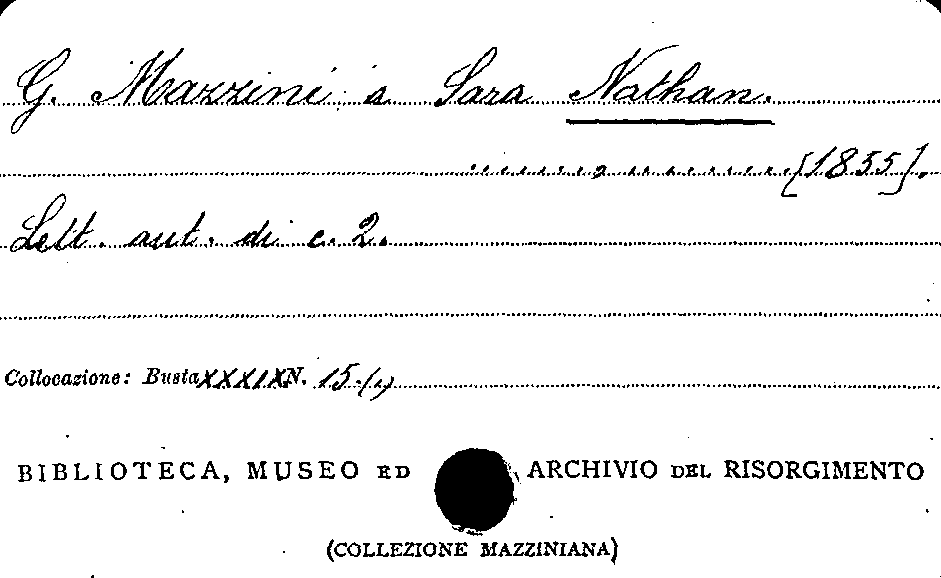 G. Mazzini a Sara Nathan.
........, ............[1855].
Lett. aut. di c. 2.
Collocazione: Busta XXXIX N. 15.(1)
BIBLIOTECA, MUSEO ED ARCHIVIO DEL RISORGIMENTO
(COLLEZIONE MAZZINIANA)